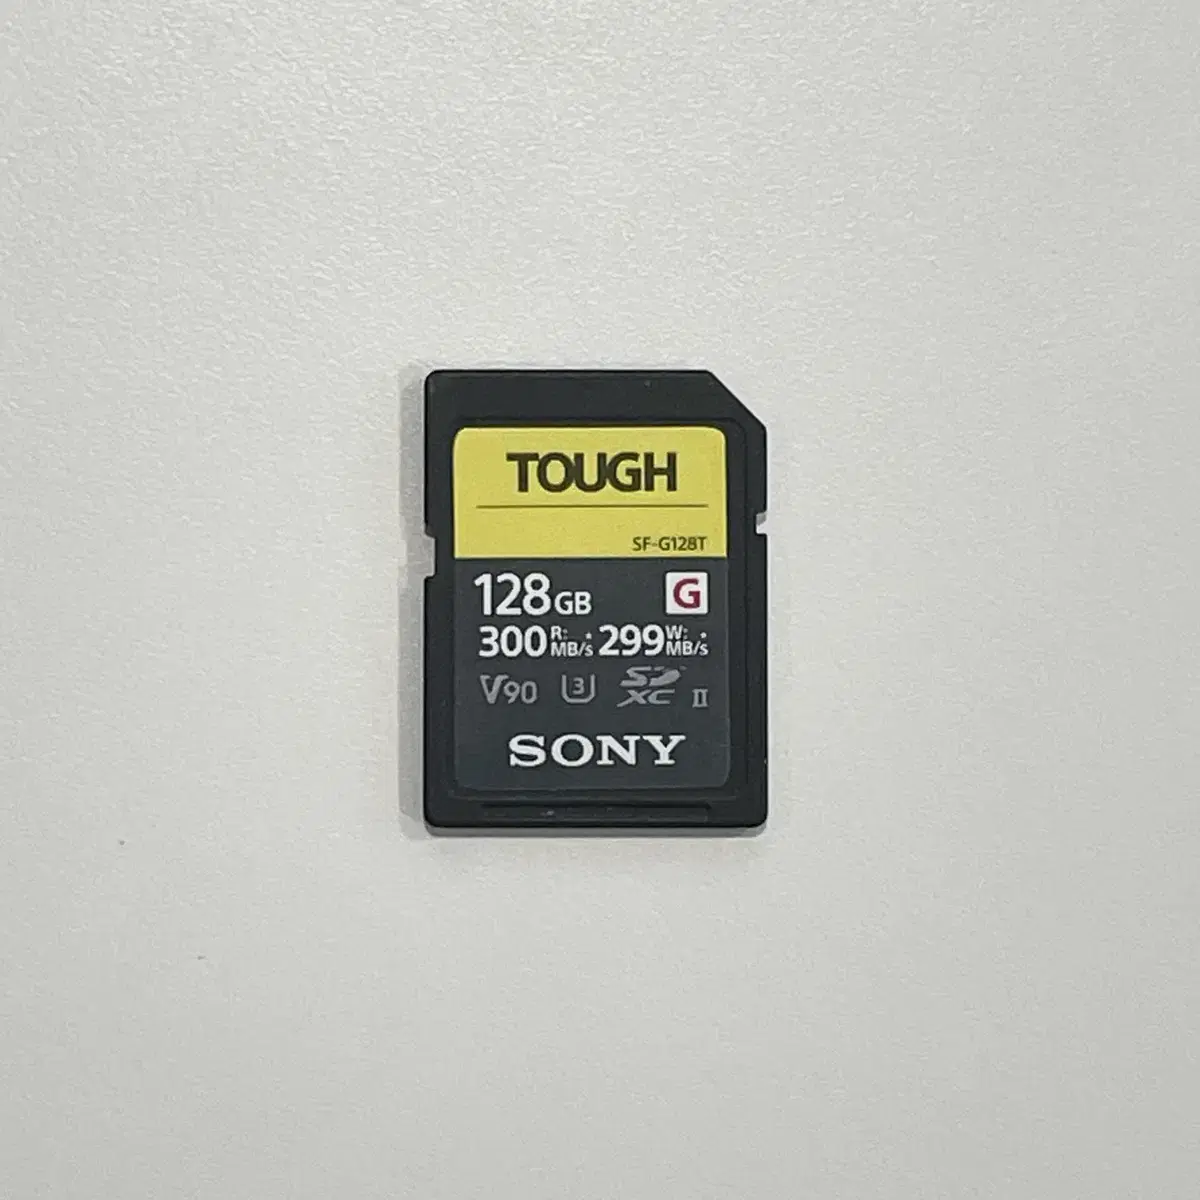 TOUGH
SF-G128T
128GB G
300 R: MB/s* 299 W: MB/s*
V90 3 SD XC II
SONY